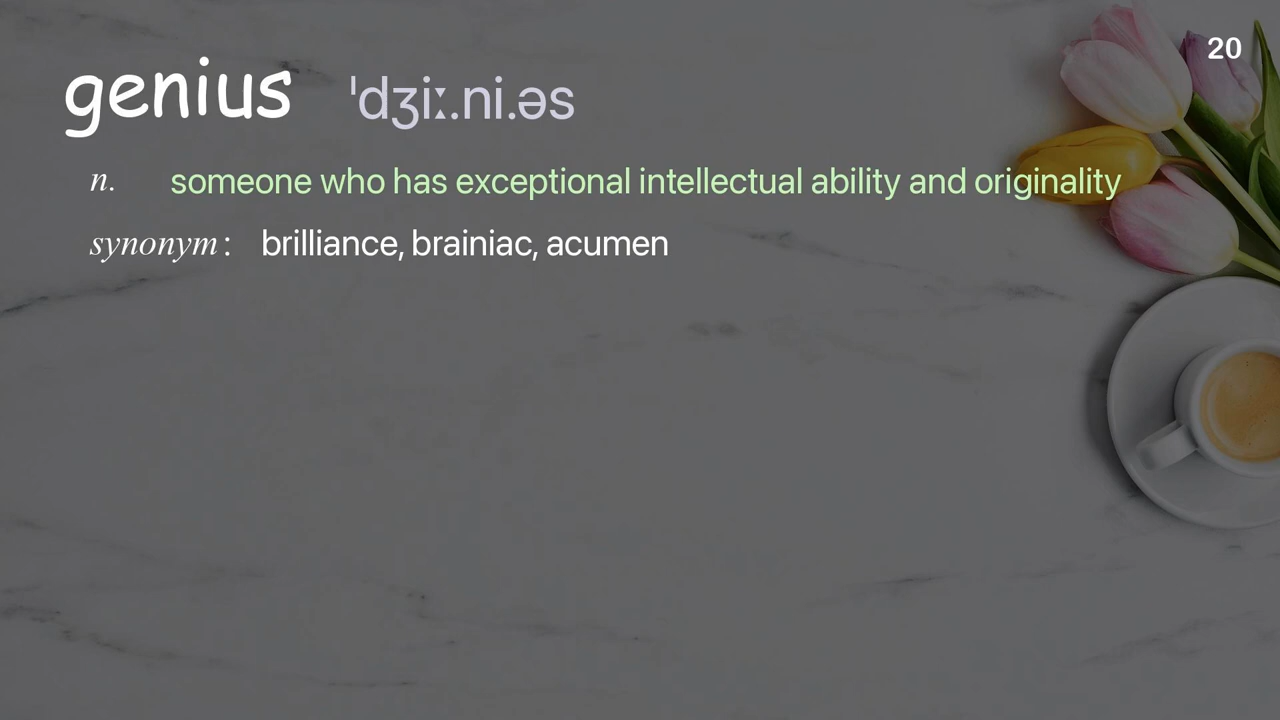 20
genius ˈdʒiː.ni.əs
n. someone who has exceptional intellectual ability and originality
synonym: brilliance, brainiac, acumen